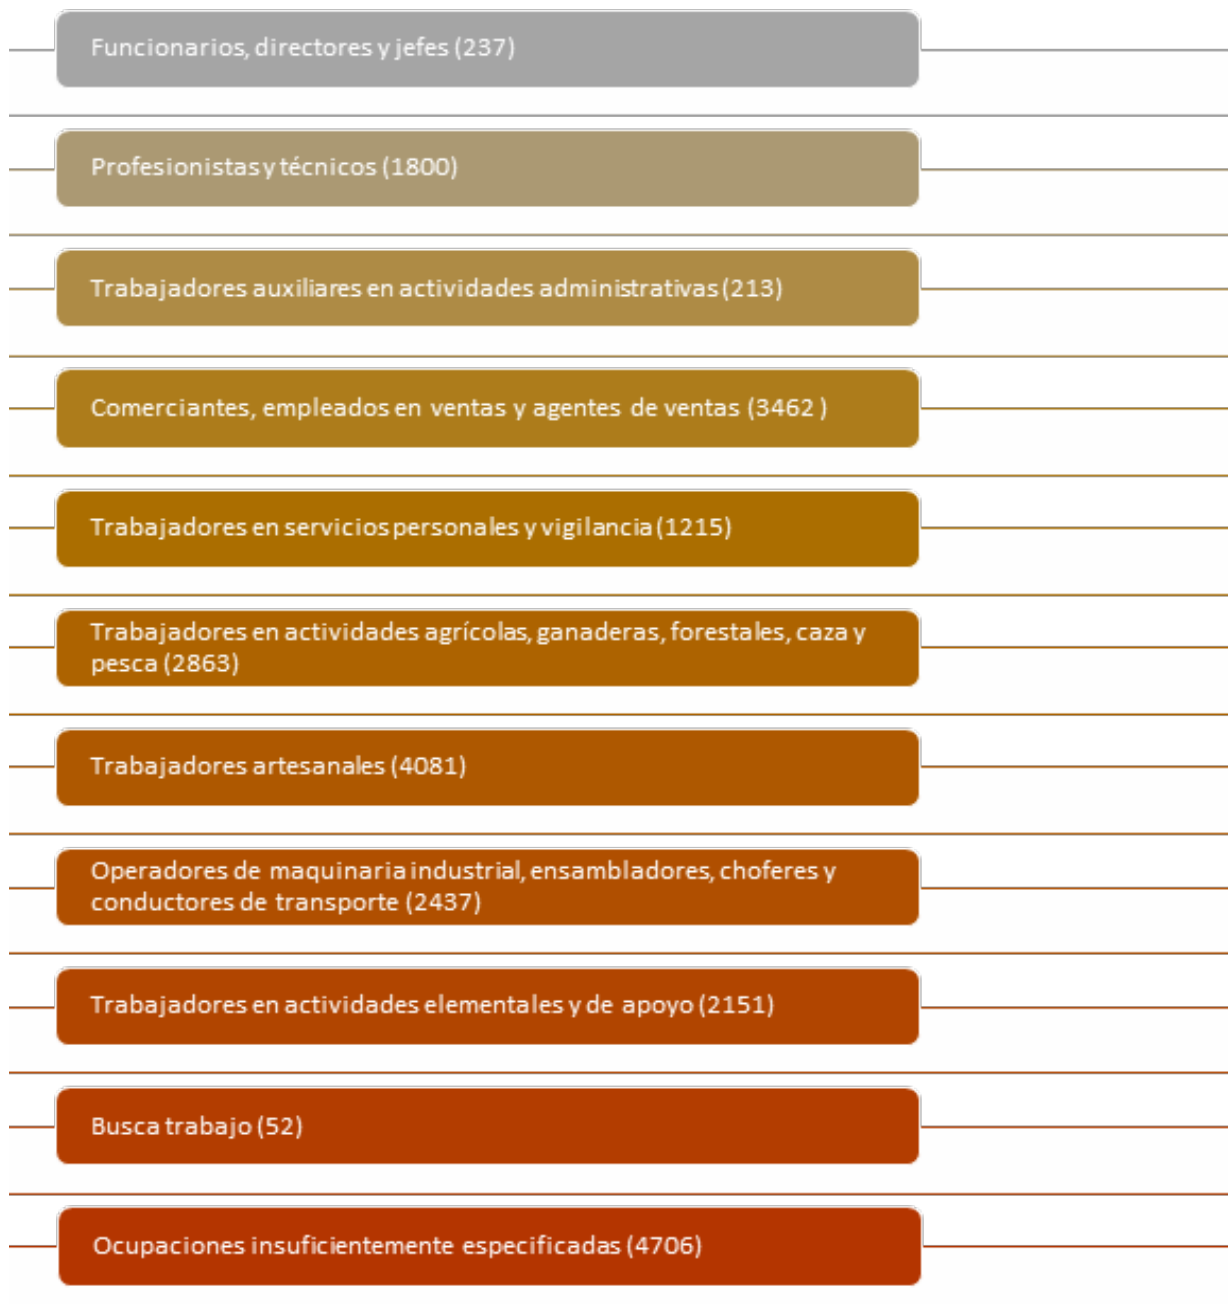 Funcionarios, directores y jefes (237)
Profesionistas y técnicos (1800)
Trabajadores auxiliares en actividades administrativas (213)
Comerciantes, empleados en ventas y agentes de ventas (3462 )
Trabajadores en servicios personales y vigilancia (1215)
Trabajadores en actividades agrícolas, ganaderas, forestales, caza y
pesca (2863)
Trabajadores artesanales (4081)
Operadores de maquinaria industrial, ensambladores, choferes y
conductores de transporte (2437)
Trabajadores en actividades elementales y de apoyo (2151)
Busca trabajo (52)
Ocupaciones insuficientemente especificadas (4706)